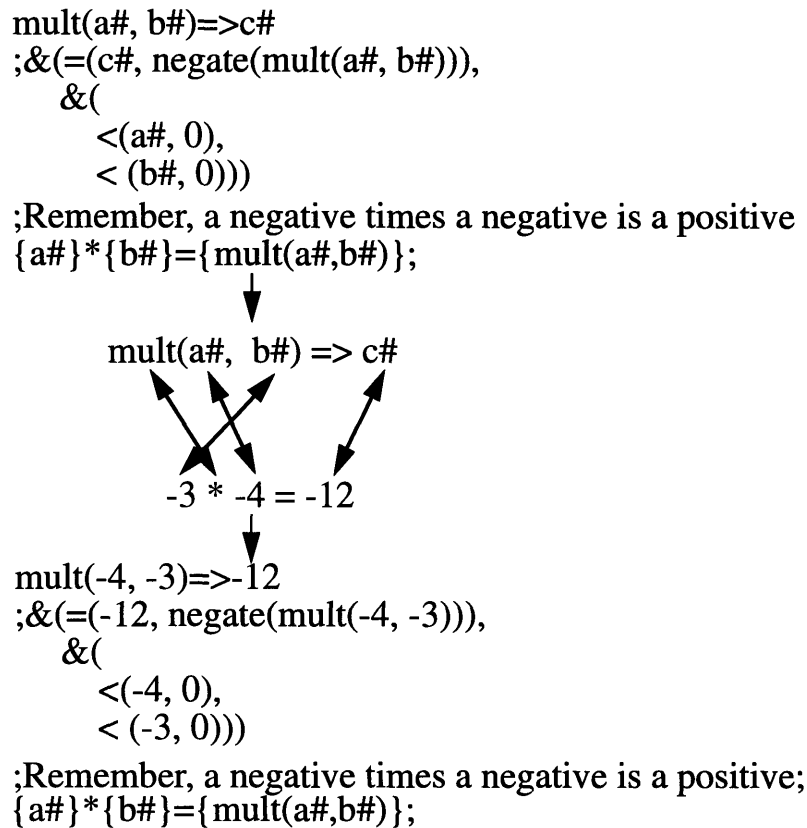 mult(a#, b#)=>c#
;&(=(c#, negate(mult(a#, b#))),
&(
<(a#, 0),
< (b#, 0)))
;Remember, a negative times a negative is a positive
{a#}*{b#}={mult(a#,b#)};
mult(a#, b#) => c#
-3 * -4 = -12
mult(-4, -3)=>-12
;&(=(-12, negate(mult(-4, -3))),
&(
<(-4, 0),
< (-3, 0)))
;Remember, a negative times a negative is a positive;
{a#}*{b#}={mult(a#,b#)};